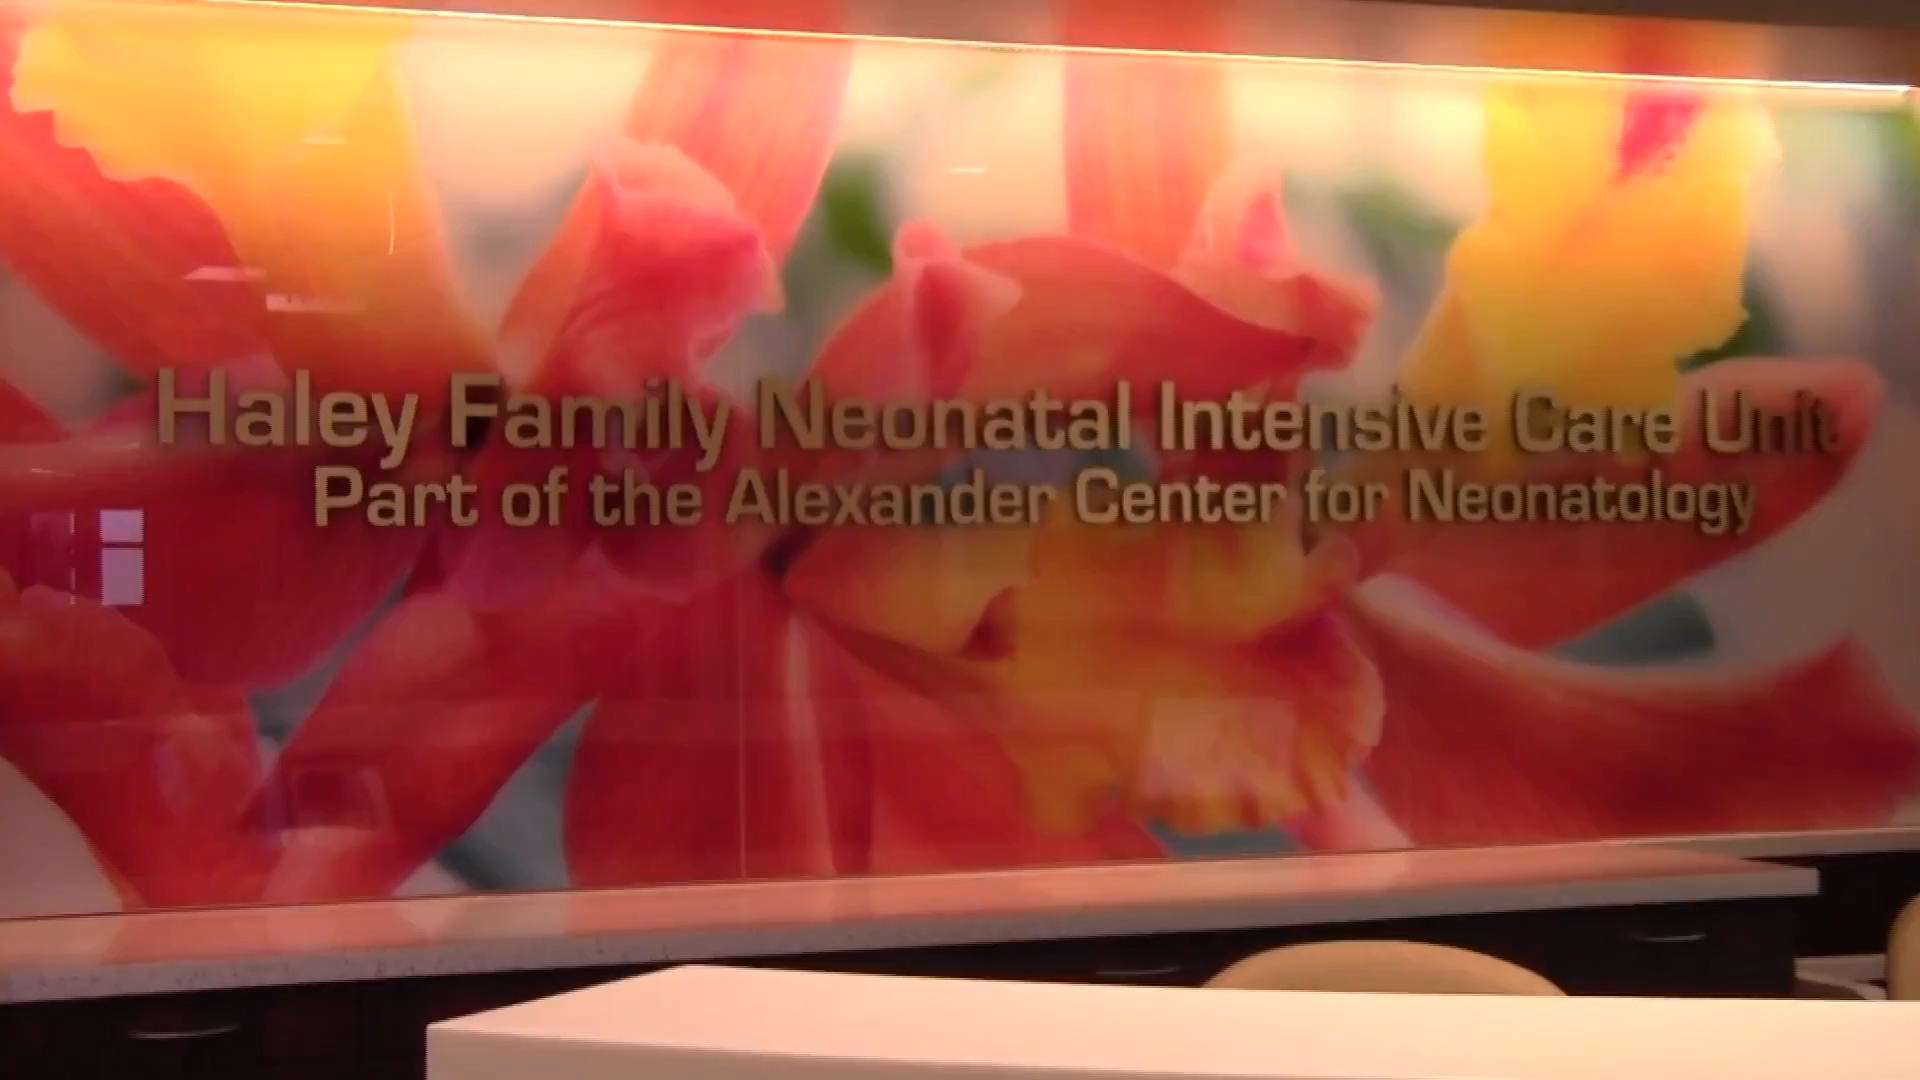 Haley Family Neonatal Intensive Care Unit
Part of the Alexander Center for Neonatology